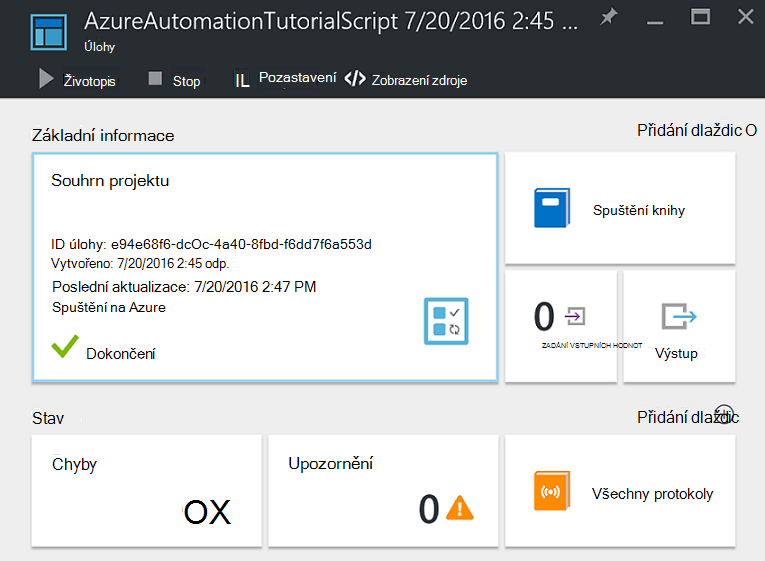 AzureAutomationTutorialScript 7/20/2016 2:45 ...
Úlohy
Životopis
Stop
IL Pozastavení
Zobrazení zdroje
Základní informace
Přidání dlaždic O
Souhrn projektu
ID úlohy: e94e68f6-dcOc-4a40-8fbd-f6dd7f6a553d
Vytvořeno: 7/20/2016 2:45 odp.
Poslední aktualizace: 7/20/2016 2:47 PM
Spuštění na Azure
Dokončení
Spuštění knihy
0
ZADÁNÍ VSTUPNÍCH HODNOT
Výstup
Stav
Přidání dlaždic
Chyby
OX
Upozornění
0
Všechny protokoly